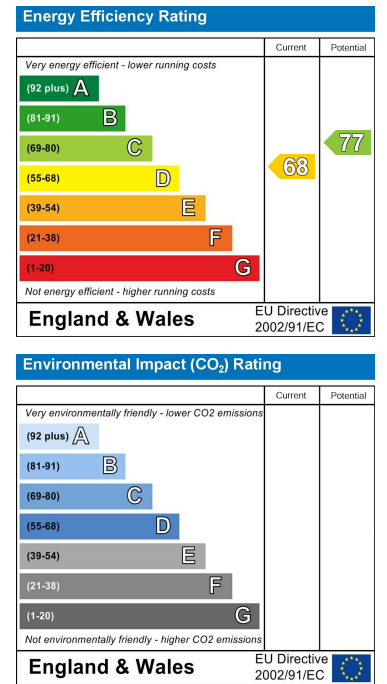 Energy Efficiency Rating
Current Potential
Very energy efficient - lower running costs
(92 plus) A
(81-91) B
(69-80) C
(55-68) D
(39-54) E
(21-38) F
(1-20) G
68
77
Not energy efficient - higher running costs
England & Wales
EU Directive
2002/91/EC
Environmental Impact (CO₂) Rating
Current Potential
Very environmentally friendly - lower CO2 emissions
(92 plus) A
(81-91) B
(69-80) C
(55-68) D
(39-54) E
(21-38) F
(1-20) G
Not environmentally friendly - higher CO2 emissions
England & Wales
EU Directive
2002/91/EC